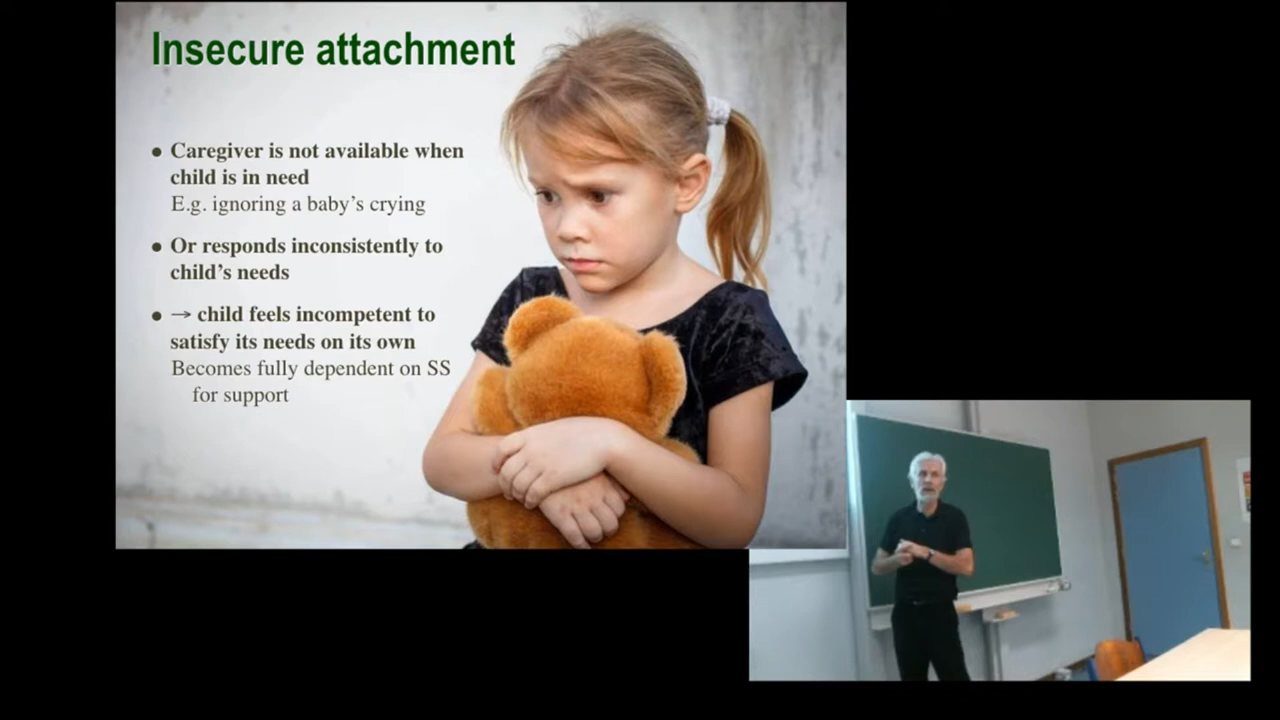 Insecure attachment
• Caregiver is not available when
child is in need
E.g. ignoring a baby’s crying
• Or responds inconsistently to
child’s needs
• → child feels incompetent to
satisfy its needs on its own
Becomes fully dependent on SS
for support